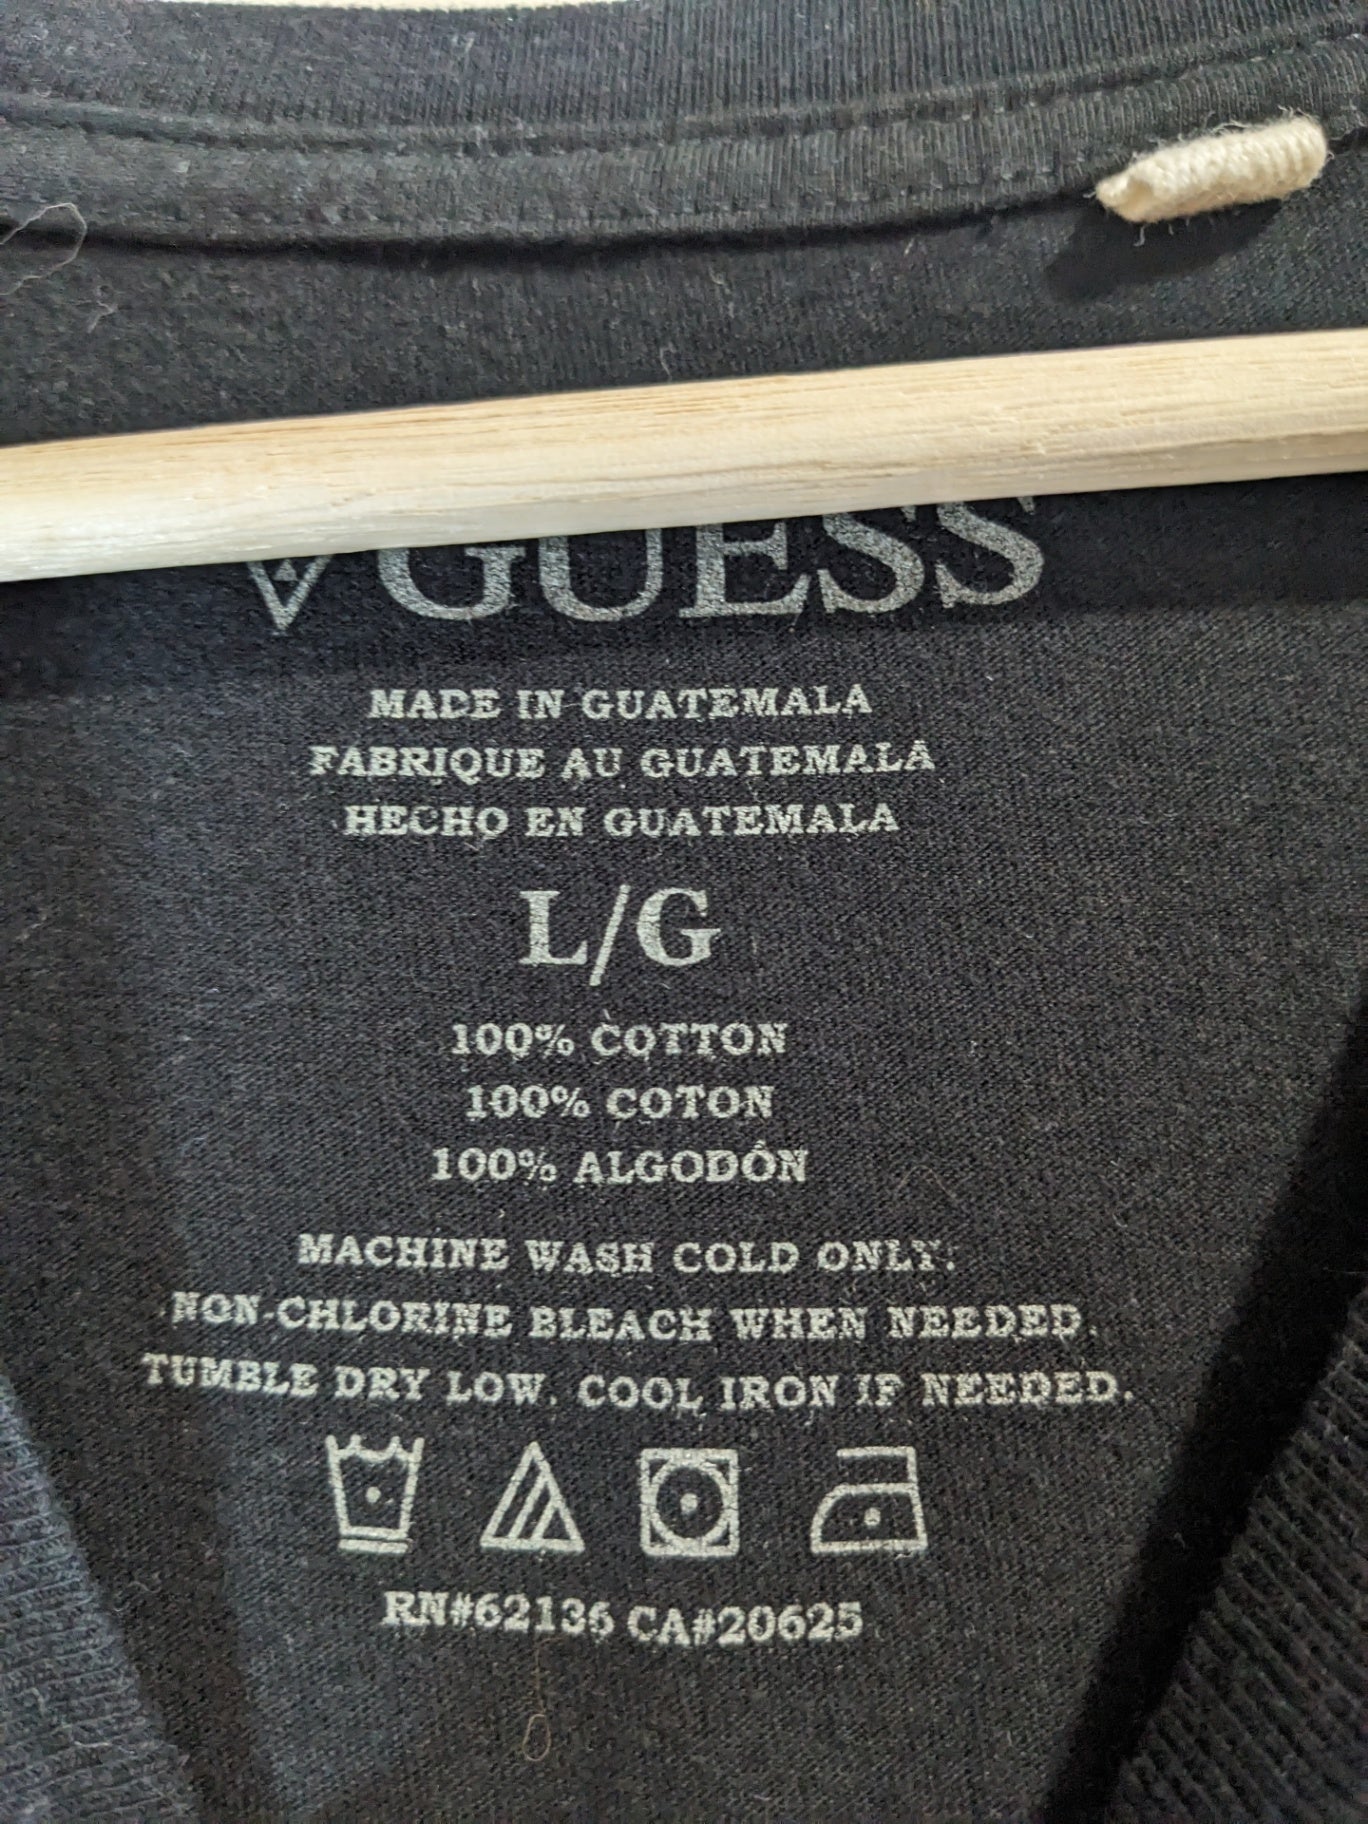 GUESS
MADE IN GUATEMALA
FABRIQUE AU GUATEMALA
HECHO EN GUATEMALA
L/G
100% COTTON
100% COTON
100% ALGODÓN
MACHINE WASH COLD ONLY.
NON-CHLORINE BLEACH WHEN NEEDED.
TUMBLE DRY LOW. COOL IRON IF NEEDED.
RN#62136 CA#20625